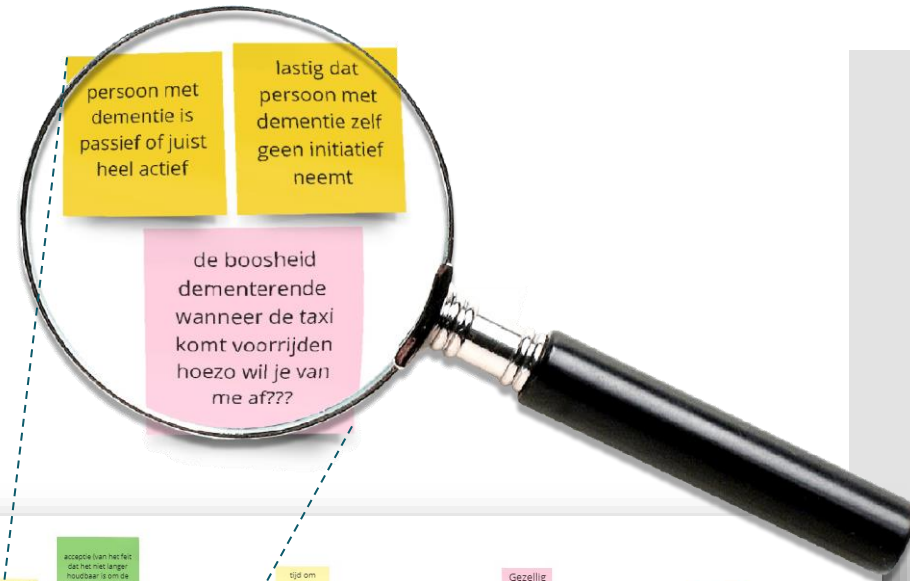 persoon met
dementie is
passief of juist
heel actief
lastig dat
persoon met
dementie zelf
geen initiatief
neemt
de boosheid
dementerende
wanneer de taxi
komt voorrijden
hoezo wil je van
me af???
acceptie (van het feit
dat het niet langer
houdbaar is om de
tijd om
Gezellig